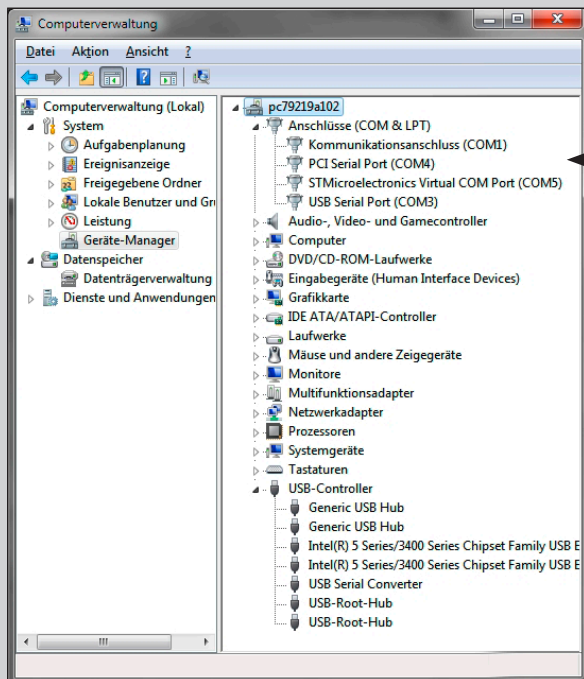 Computerverwaltung
Datei Aktion Ansicht ?
Computerverwaltung (Lokal)
System
Aufgabenplanung
Ereignisanzeige
Freigegebene Ordner
Lokale Benutzer und Gru
Leistung
Geräte-Manager
Datenspeicher
Datenträgerverwaltung
Dienste und Anwendungen
pc79219a102
Anschlüsse (COM & LPT)
Kommunikationsanschluss (COM1)
PCI Serial Port (COM4)
STMicroelectronics Virtual COM Port (COM5)
USB Serial Port (COM3)
Audio-, Video- und Gamecontroller
Computer
DVD/CD-ROM-Laufwerke
Eingabegeräte (Human Interface Devices)
Grafikkarte
IDE ATA/ATAPI-Controller
Laufwerke
Mäuse und andere Zeigegeräte
Monitore
Multifunktionsadapter
Netzwerkadapter
Prozessoren
Systemgeräte
Tastaturen
USB-Controller
Generic USB Hub
Generic USB Hub
Intel(R) 5 Series/3400 Series Chipset Family USB E
Intel(R) 5 Series/3400 Series Chipset Family USB E
USB Serial Converter
USB-Root-Hub
USB-Root-Hub